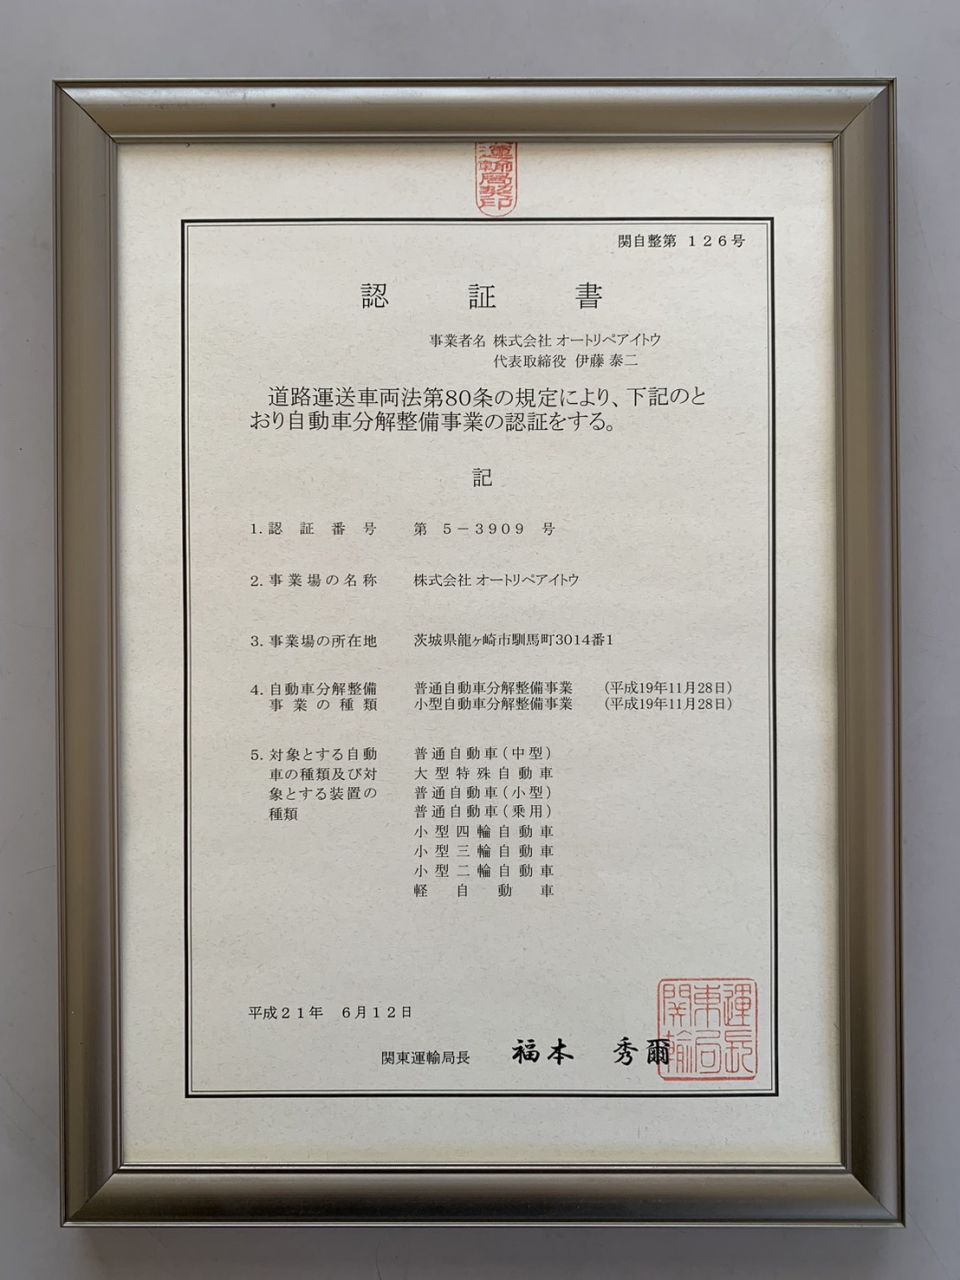 運輸局契印
関自整第 126号
認証書
事業者名 株式会社 オートリペアイトウ
代表取締役 伊藤 泰二
道路運送車両法第80条の規定により、下記のと
おり自動車分解整備事業の認証をする。
記
1. 認証番号 第 5-3909 号
2. 事業場の名称 株式会社 オートリペアイトウ
3. 事業場の所在地 茨城県龍ヶ崎市馴馬町3014番1
4. 自動車分解整備 普通自動車分解整備事業 (平成19年11月28日)
事業の種類 小型自動車分解整備事業 (平成19年11月28日)
5. 対象とする自動 普通自動車(中型)
車の種類及び対 大型特殊自動車
象とする装置の 普通自動車(小型)
種類 普通自動車(乗用)
小型四輪自動車
小型三輪自動車
小型二輪自動車
軽自動車
平成21年 6月12日
関東運輸局長 福本 秀爾
関東運輸局長